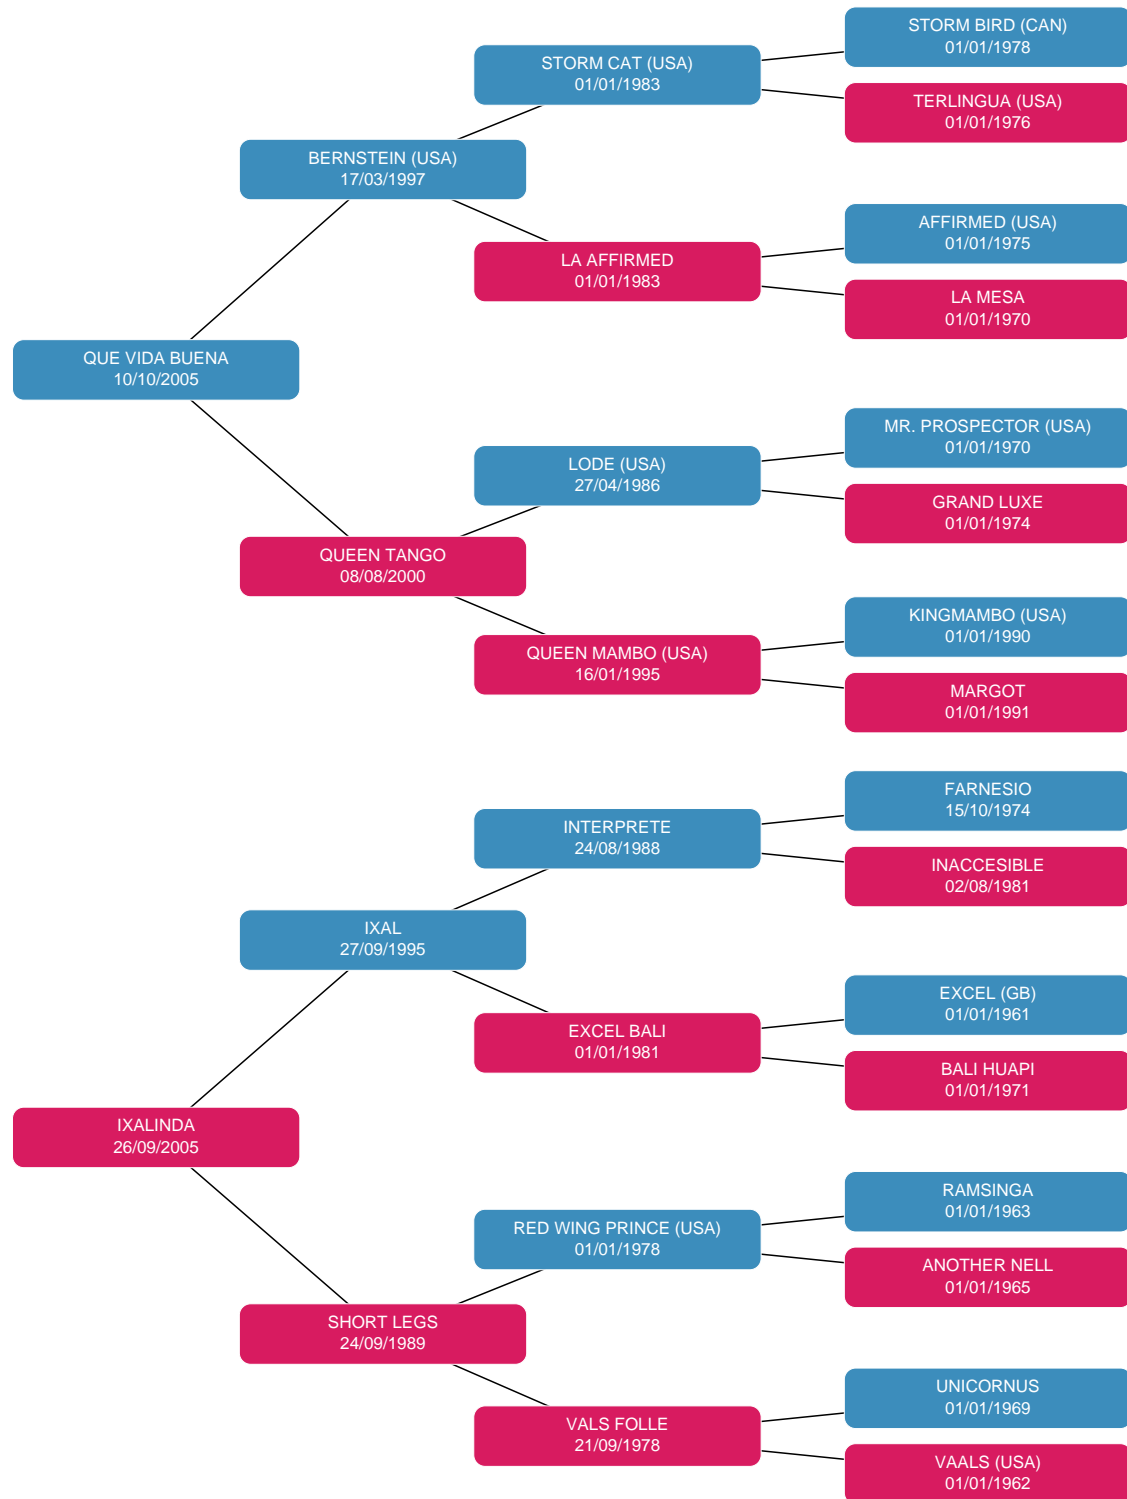 STORM BIRD (CAN)
01/01/1978
STORM CAT (USA)
01/01/1983
TERLINGUA (USA)
01/01/1976
BERNSTEIN (USA)
17/03/1997
AFFIRMED (USA)
01/01/1975
LA AFFIRMED
01/01/1983
LA MESA
01/01/1970
QUE VIDA BUENA
10/10/2005
MR. PROSPECTOR (USA)
01/01/1970
LODE (USA)
27/04/1986
GRAND LUXE
01/01/1974
QUEEN TANGO
08/08/2000
KINGMAMBO (USA)
01/01/1990
QUEEN MAMBO (USA)
16/01/1995
MARGOT
01/01/1991
FARNESIO
15/10/1974
INTERPRETE
24/08/1988
INACCESIBLE
02/08/1981
IXAL
27/09/1995
EXCEL (GB)
01/01/1961
EXCEL BALI
01/01/1981
BALI HUAPI
01/01/1971
IXALINDA
26/09/2005
RAMSINGA
01/01/1963
RED WING PRINCE (USA)
01/01/1978
ANOTHER NELL
01/01/1965
SHORT LEGS
24/09/1989
UNICORNUS
01/01/1969
VALS FOLLE
21/09/1978
VAALS (USA)
01/01/1962